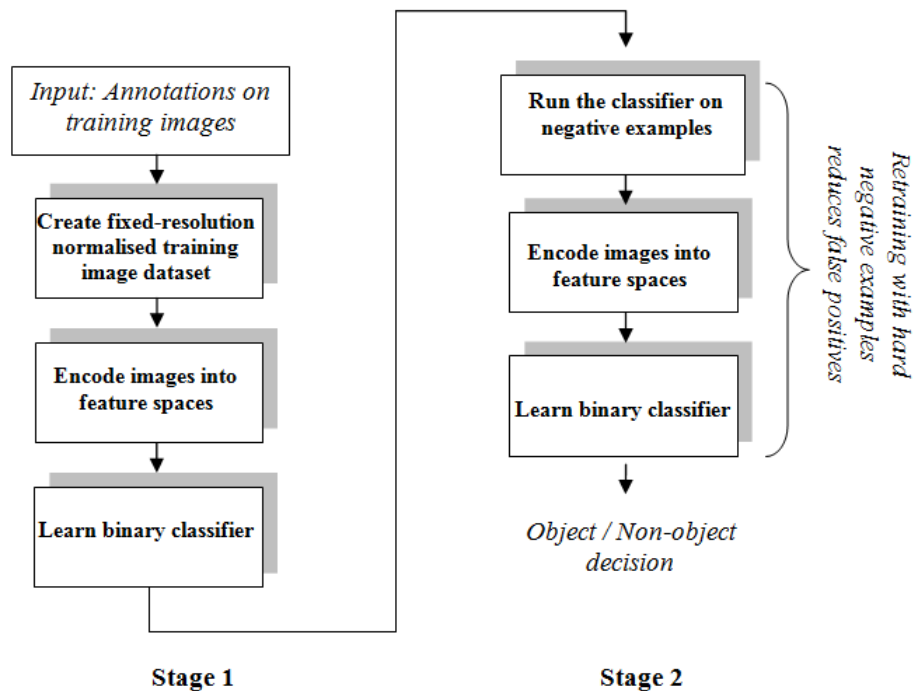 Input: Annotations on
training images
Create fixed-resolution
normalised training
image dataset
Encode images into
feature spaces
Learn binary classifier
Stage 1
Run the classifier on
negative examples
Encode images into
feature spaces
Learn binary classifier
Object / Non-object
decision
Retraining with hard
negative examples
reduces false positives
Stage 2